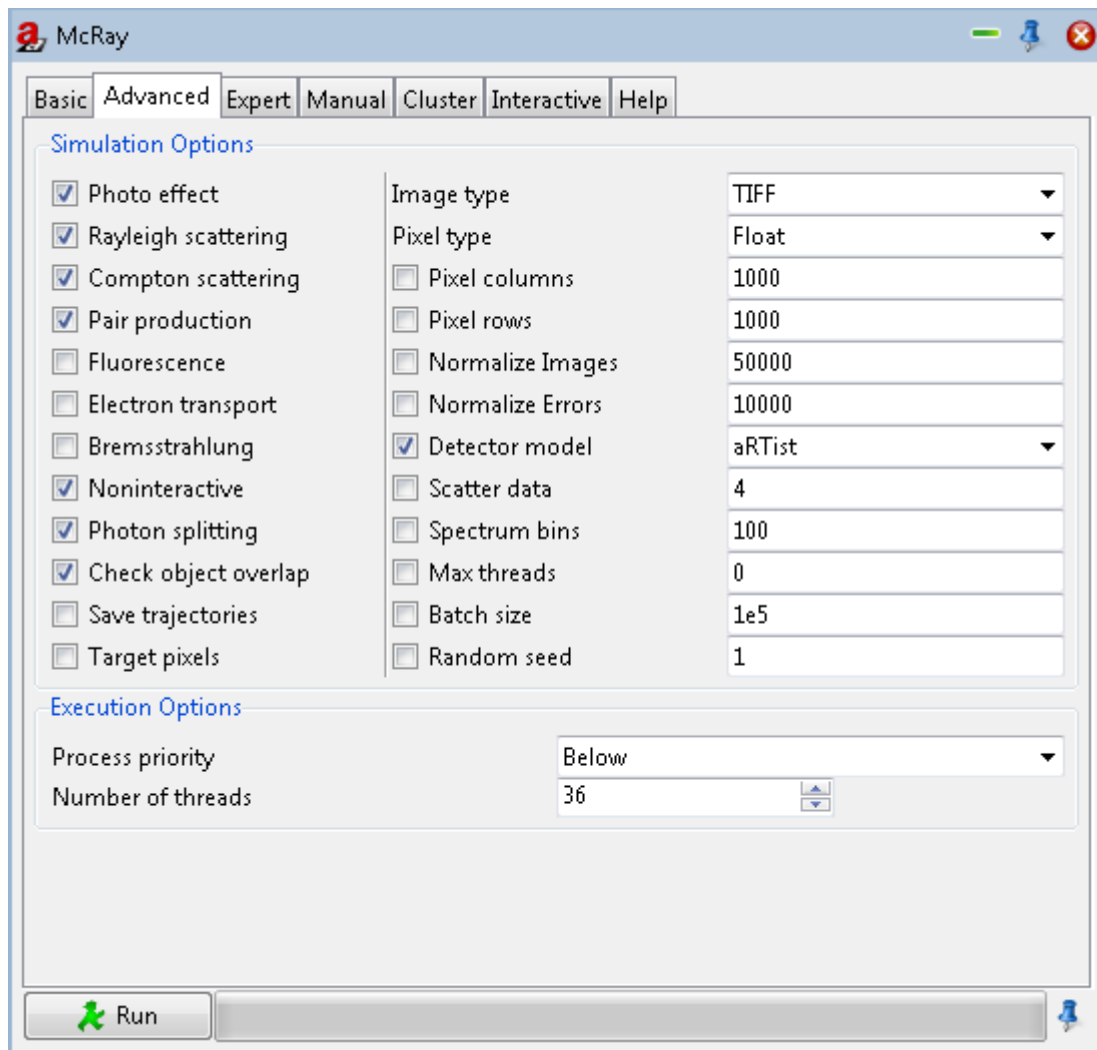 McRay
Basic Advanced Expert Manual Cluster Interactive Help
Simulation Options
Photo effect Image type TIFF
Rayleigh scattering Pixel type Float
Compton scattering Pixel columns 1000
Pair production Pixel rows 1000
Fluorescence Normalize Images 50000
Electron transport Normalize Errors 10000
Bremsstrahlung Detector model aRTist
Noninteractive Scatter data 4
Photon splitting Spectrum bins 100
Check object overlap Max threads 0
Save trajectories Batch size 1e5
Target pixels Random seed 1
Execution Options
Process priority Below
Number of threads 36
Run